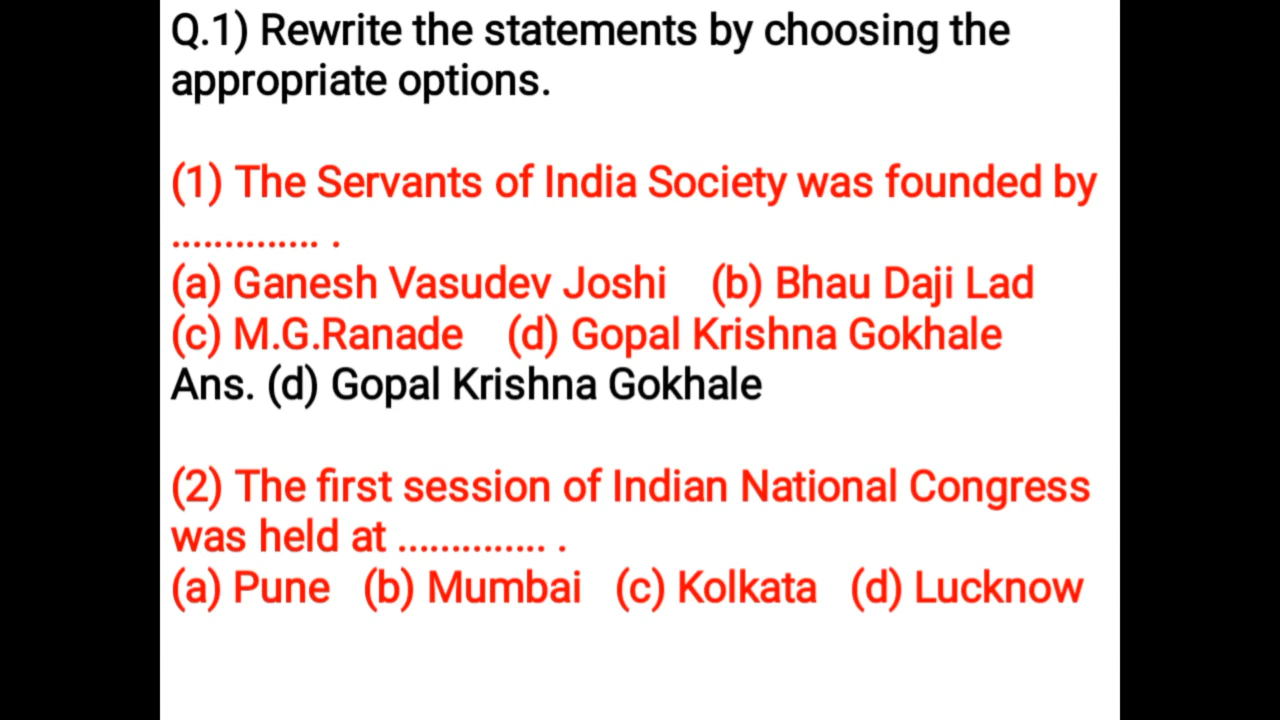 Q.1) Rewrite the statements by choosing the
appropriate options.
(1) The Servants of India Society was founded by
.............. .
(a) Ganesh Vasudev Joshi (b) Bhau Daji Lad
(c) M.G.Ranade (d) Gopal Krishna Gokhale
Ans. (d) Gopal Krishna Gokhale
(2) The first session of Indian National Congress
was held at .............. .
(a) Pune (b) Mumbai (c) Kolkata (d) Lucknow